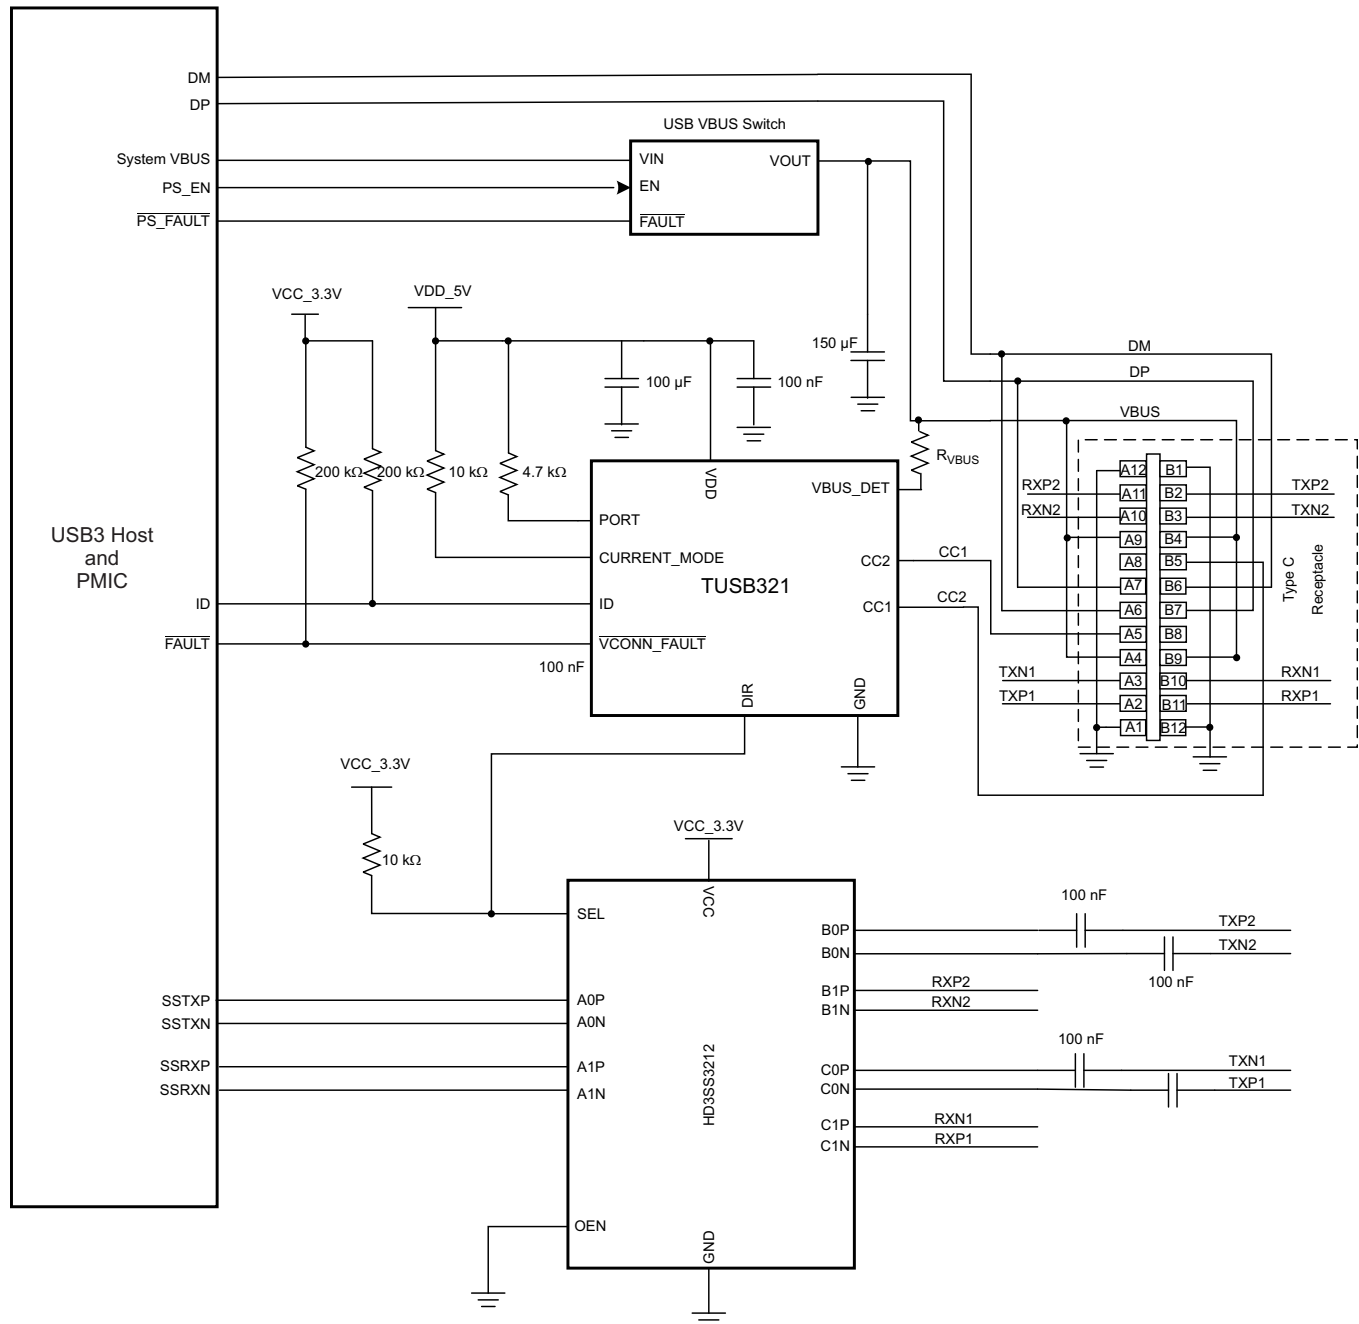 DM
DP
System VBUS
PS_EN
PS_FAULT
USB VBUS Switch
VIN
VOUT
EN
FAULT
VCC_3.3V
VDD_5V
200 kΩ
200 kΩ
10 kΩ
4.7 kΩ
100 µF
100 nF
150 µF
DM
DP
VBUS
RVBUS
USB3 Host
and
PMIC
ID
FAULT
VDD
VBUS_DET
PORT
CURRENT_MODE
CC2
TUSB321
CC1
ID
VCONN_FAULT
100 nF
DIR
GND
CC1
CC2
RXP2
RXN2
TXN1
TXP1
A12
A11
A10
A9
A8
A7
A6
A5
A4
A3
A2
A1
B1
B2
B3
B4
B5
B6
B7
B8
B9
B10
B11
B12
TXP2
TXN2
Type C
Receptacle
RXN1
RXP1
VCC_3.3V
10 kΩ
VCC_3.3V
VCC
SEL
SSTXP
SSTXN
SSRXP
SSRXN
A0P
A0N
A1P
A1N
HD3SS3212
OEN
GND
B0P
B0N
B1P
B1N
C0P
C0N
C1P
C1N
100 nF
TXP2
TXN2
100 nF
RXP2
RXN2
100 nF
TXN1
TXP1
RXN1
RXP1